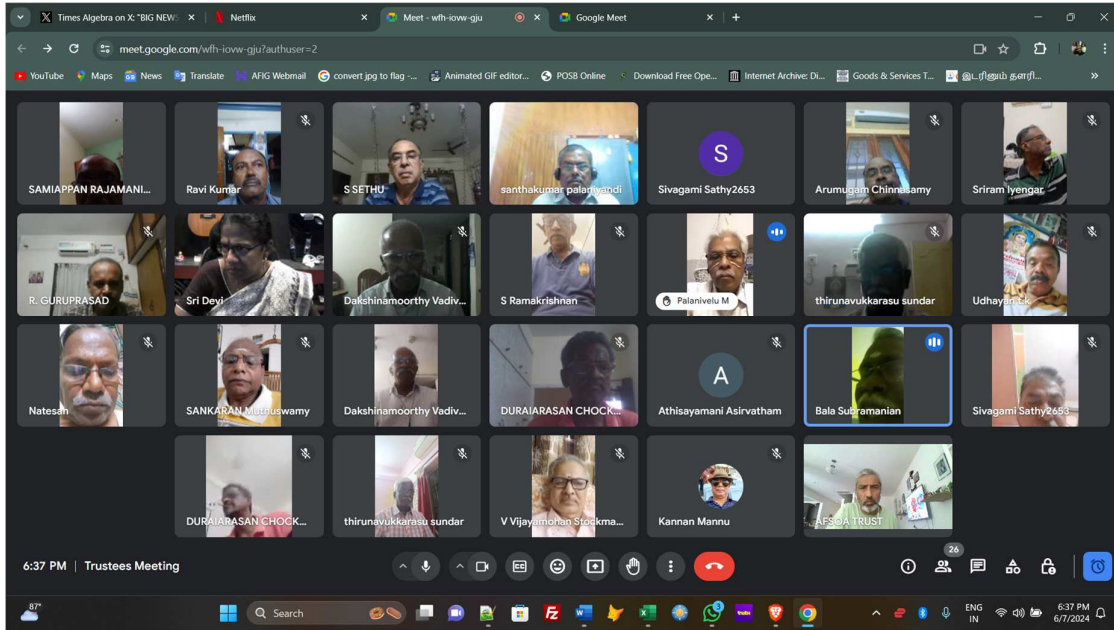 Times Algebra on X: "BIG NEWS
Netflix
Meet - wfh-iovw-gju
Google Meet
meet.google.com/wfh-iovw-gju?authuser=2
YouTube
Maps
News
Translate
AFIG Webmail
convert jpg to flag -...
Animated GIF editor...
POSB Online
Download Free Ope...
Internet Archive: Di...
Goods & Services T...
SAMIAPPAN RAJAMANI...
Ravi Kumar
S SETHU
santhakumar palaniyandi
S
Sivagami Sathy2653
Arumugam Chinnasamy
Sriram Iyengar
R. GURUPRASAD
Sri Devi
Dakshinamoorthy Vadiv...
S Ramakrishnan
Palanivelu M
thirunavukkarasu sundar
Udhayan Lk
Natesan
SANKARAN Muthuswamy
Dakshinamoorthy Vadiv...
DURAIARASAN CHOCK...
A
Athisayamani Asirvatham
Bala Subramanian
Sivagami Sathy2653
DURAIARASAN CHOCK...
thirunavukkarasu sundar
V Vijayamohan Stockma...
Kannan Mannu
AFSOA TRUST
6:37 PM | Trustees Meeting
CC
26
87°
Search
3
ENG
IN
6:37 PM
6/7/2024